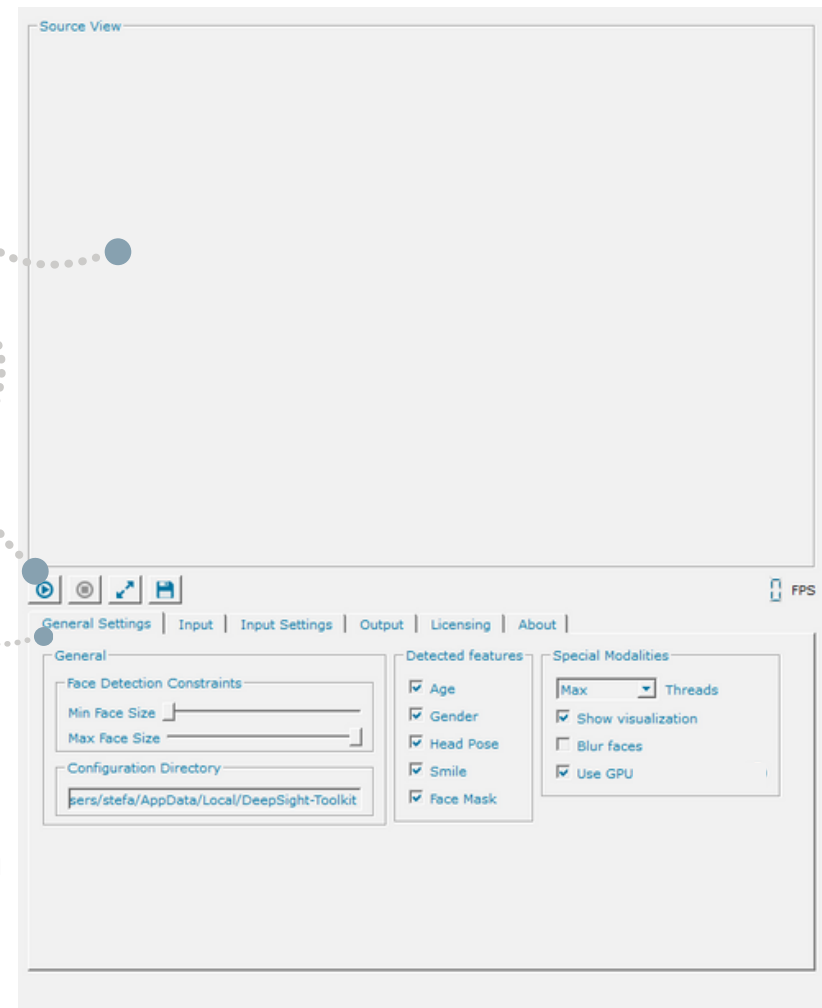 Source View
0 FPS
General Settings | Input | Input Settings | Output | Licensing | About |
General
Face Detection Constraints
Min Face Size
Max Face Size
Configuration Directory
sers/stefa/AppData/Local/DeepSight-Toolkit
Detected features
Age
Gender
Head Pose
Smile
Face Mask
Special Modalities
Max Threads
Show visualization
Blur faces
Use GPU